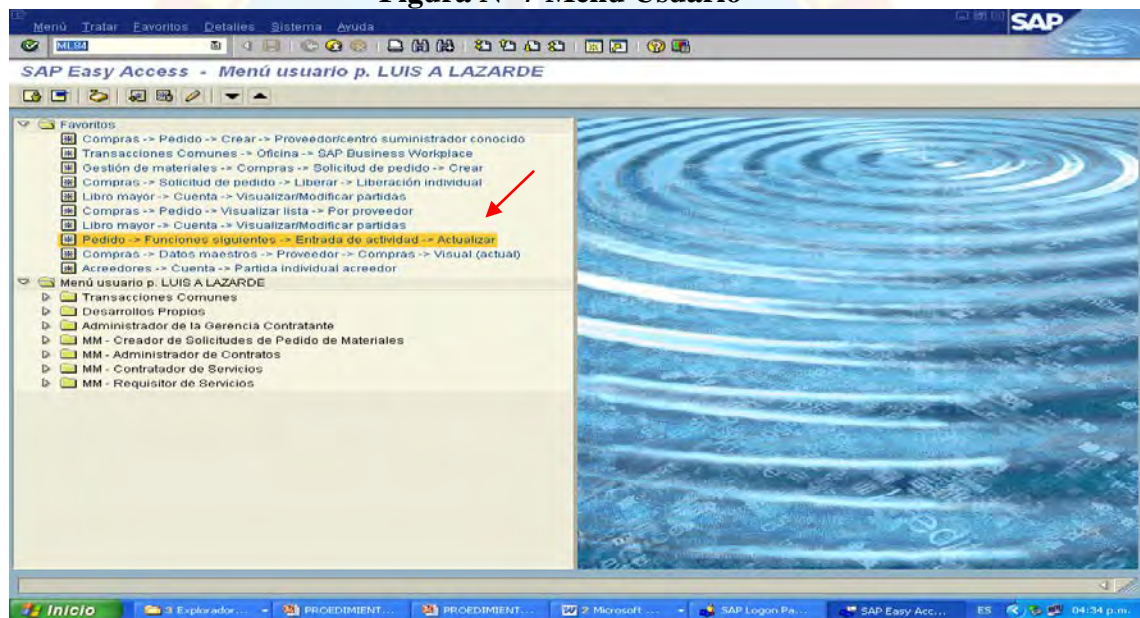 Figura Nº 7 Menú Usuario
Menú Tratar Favoritos Detalles Sistema Ayuda
SAP
ML84
SAP Easy Access - Menú usuario p. LUIS A LAZARDE
Favoritos
Compras -> Pedido -> Crear -> Proveedor/centro suministrador conocido
Transacciones Comunes -> Oficina -> SAP Business Workplace
Gestión de materiales -> Compras -> Solicitud de pedido -> Crear
Compras -> Solicitud de pedido -> Liberar -> Liberación individual
Libro mayor -> Cuenta -> Visualizar/Modificar partidas
Compras -> Pedido -> Visualizar lista -> Por proveedor
Libro mayor -> Cuenta -> Visualizar/Modificar partidas
Pedido -> Funciones siguientes -> Entrada de actividad -> Actualizar
Compras -> Datos maestros -> Proveedor -> Compras -> Visual (actual)
Acreedores -> Cuenta -> Partida individual acreedor
Menú usuario p. LUIS A LAZARDE
Transacciones Comunes
Desarrollos Propios
Administrador de la Gerencia Contratante
MM - Creador de Solicitudes de Pedido de Materiales
MM - Administrador de Contratos
MM - Contratador de Servicios
MM - Requisitor de Servicios
Inicio 3 Explorador ... PROEDIMIENT... PROEDIMIENT... 2 Microsoft ... SAP Logon Pa... SAP Easy Acc... ES 04:34 p.m.